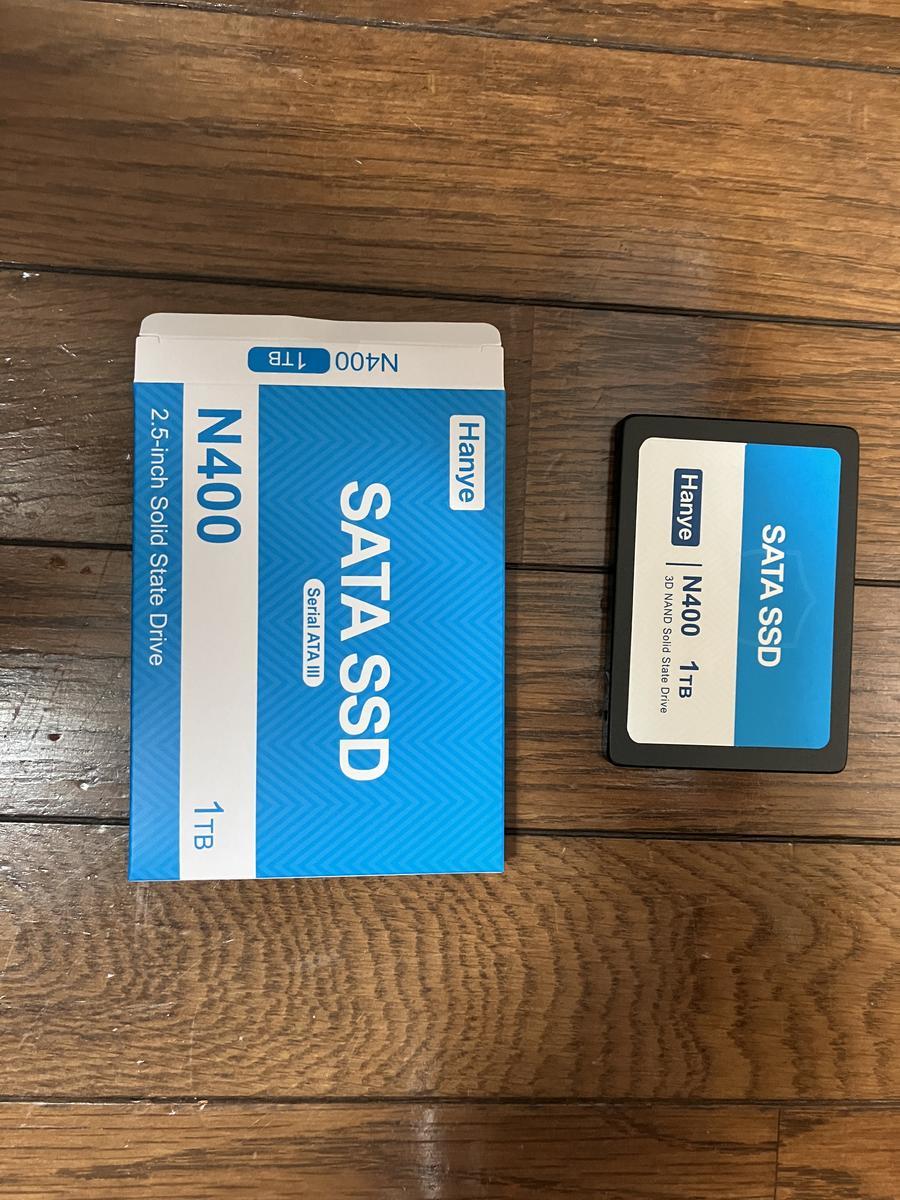 N400 1TB
Hanye
SATA SSD
Serial ATA III
N400
1TB
2.5-inch Solid State Drive
SATA SSD
Hanye | N400 1TB
3D NAND Solid State Drive